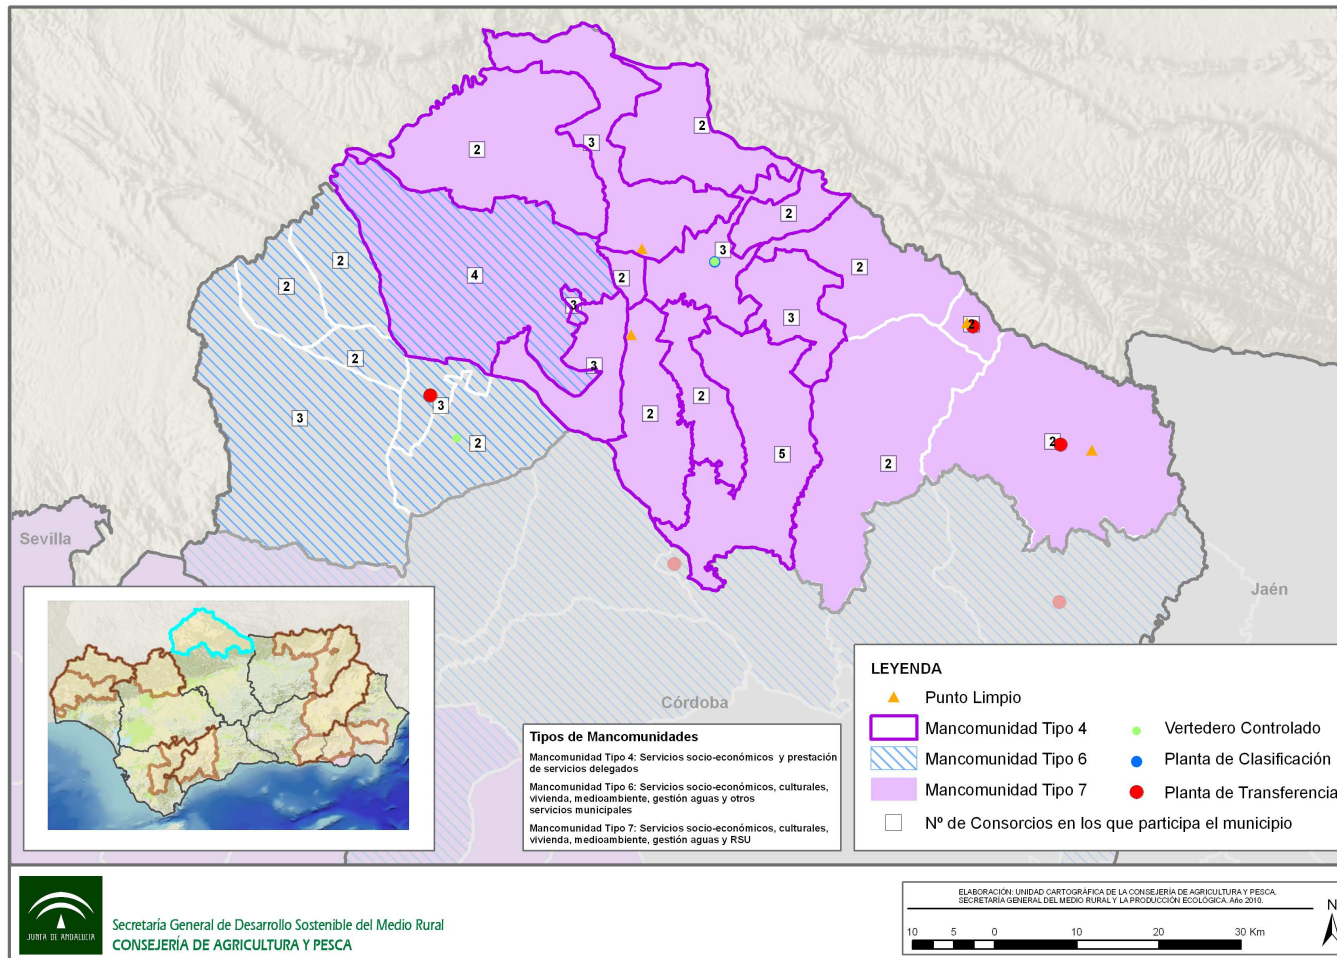 2
3
2
2
3
2
2
4
2
3
2
2
3
2
2
3
3
2
2
3
2
2
5
2
2
Sevilla
Jaén
Córdoba
LEYENDA
Punto Limpio
Mancomunidad Tipo 4
Mancomunidad Tipo 6
Mancomunidad Tipo 7
Nº de Consorcios en los que participa el municipio
Vertedero Controlado
Planta de Clasificación
Planta de Transferencia
Tipos de Mancomunidades
Mancomunidad Tipo 4: Servicios socio-económicos y prestación
de servicios delegados
Mancomunidad Tipo 6: Servicios socio-económicos, culturales,
vivienda, medioambiente, gestión aguas y otros
servicios municipales
Mancomunidad Tipo 7: Servicios socio-económicos, culturales,
vivienda, medioambiente, gestión aguas y RSU
JUNTA DE ANDALUCIA
Secretaría General de Desarrollo Sostenible del Medio Rural
CONSEJERÍA DE AGRICULTURA Y PESCA
ELABORACIÓN: UNIDAD CARTOGRÁFICA DE LA CONSEJERÍA DE AGRICULTURA Y PESCA.
SECRETARÍA GENERAL DEL MEDIO RURAL Y LA PRODUCCIÓN ECOLÓGICA. Año 2010.
10 5 0 10 20 30 Km
N